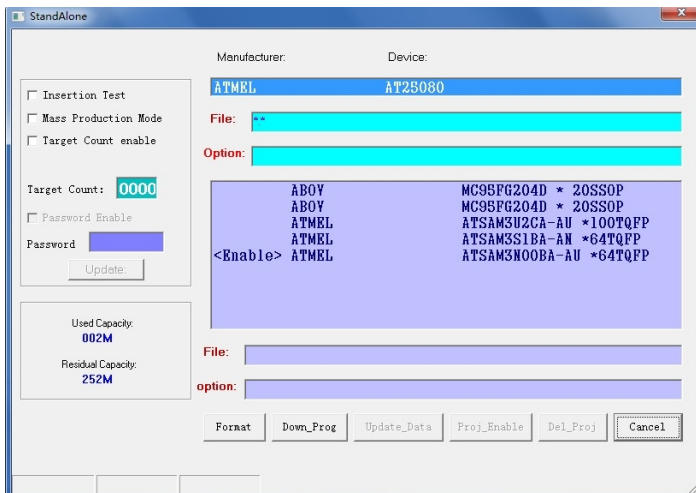 StandAlone
Manufacturer: Device:
ATMEL AT25080
Insertion Test
Mass Production Mode
Target Count enable
File: **
Option:
Target Count: 0000
Password Enable
Password
Update
ABOV MC95FG204D * 20SSOP
ABOV MC95FG204D * 20SSOP
ATMEL ATSAM3U2CA-AU *100TQFP
ATMEL ATSAM3S1BA-AN *64TQFP
<Enable> ATMEL ATSAM3N00BA-AU *64TQFP
Used Capacity:
002M
Residual Capacity:
252M
File:
option:
Format Down_Prog Update_Data Proj_Enable Del_Proj Cancel